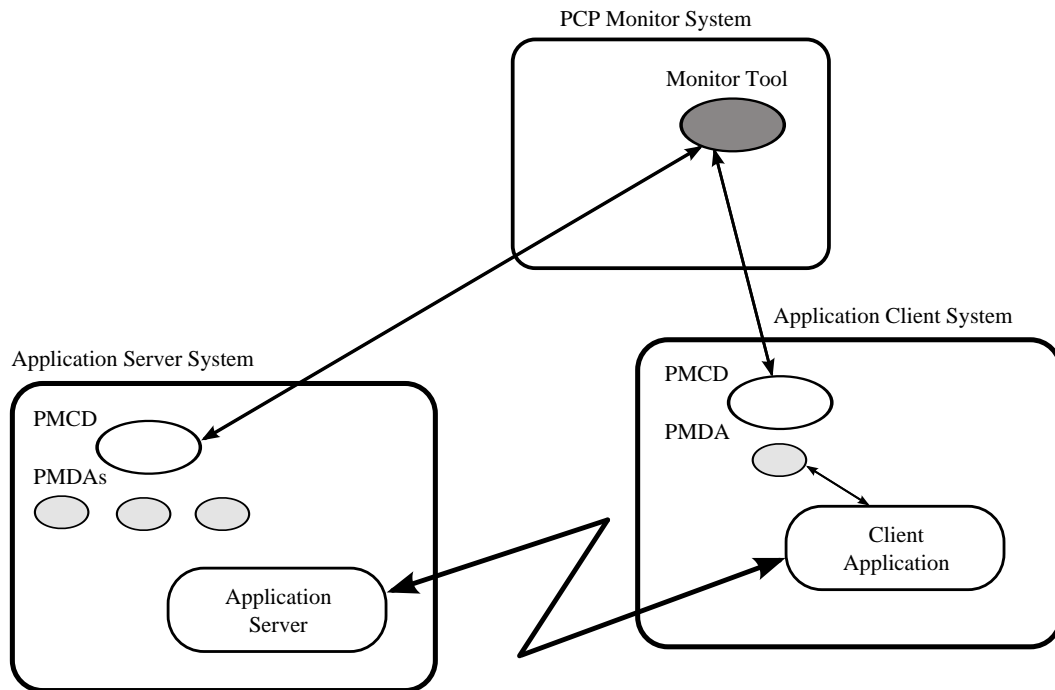 PCP Monitor System
Monitor Tool
Application Client System
Application Server System
PMCD
PMDA
PMCD
PMDAs
Client
Application
Application
Server